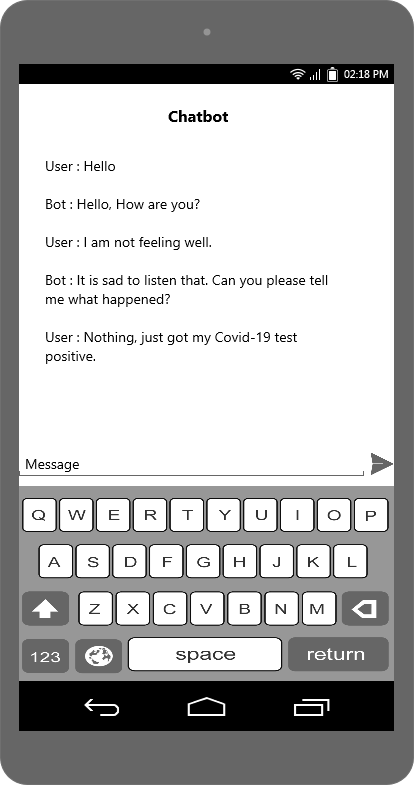 02:18 PM
Chatbot
User : Hello
Bot : Hello, How are you?
User : I am not feeling well.
Bot : It is sad to listen that. Can you please tell
me what happened?
User : Nothing, just got my Covid-19 test
positive.
Message
Q W E R T Y U I O P
A S D F G H J K L
Z X C V B N M
123 space return